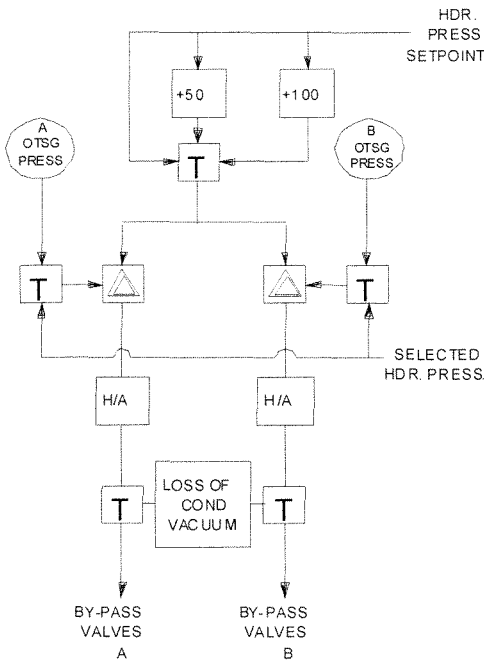 HDR.
PRESS
SETPOINT
+50
+100
T
A
OTSG
PRESS
B
OTSG
PRESS
T
T
SELECTED
HDR. PRESS.
H/A
H/A
T
LOSS OF
COND
VACUUM
T
BY-PASS
VALVES
A
BY-PASS
VALVES
B